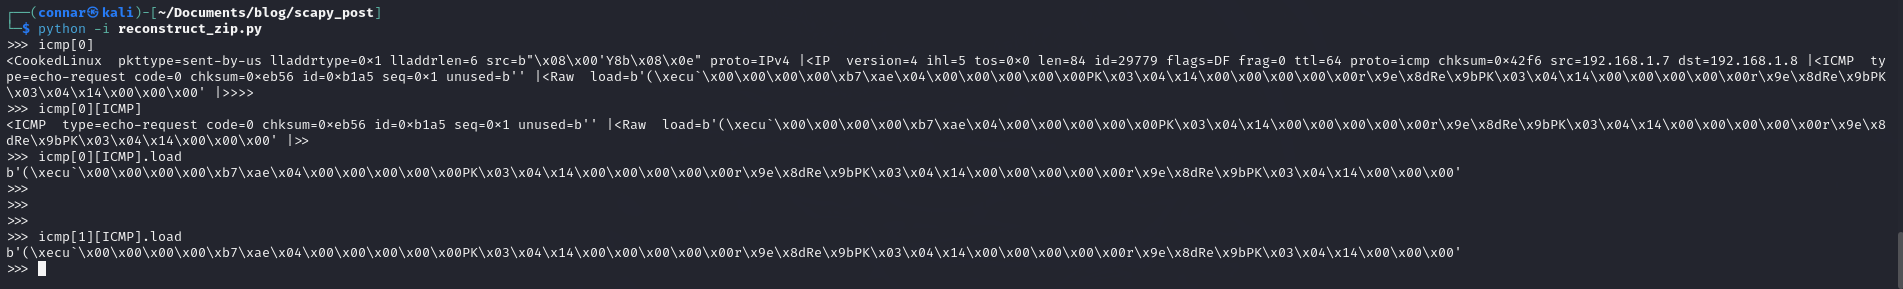 ┌──(connar㉿kali)-[~/Documents/blog/scapy_post]
└─$ python -i reconstruct_zip.py
>>> icmp[0]
<CookedLinux  pkttype=sent-by-us lladdrtype=0×1 lladdrlen=6 src=b"\x08\x00'Y8b\x08\x0e" proto=IPv4 |<IP  version=4 ihl=5 tos=0×0 len=84 id=29779 flags=DF frag=0 ttl=64 proto=icmp chksum=0×42f6 src=192.168.1.7 dst=192.168.1.8 |<ICMP  ty
pe=echo-request code=0 chksum=0×eb56 id=0×b1a5 seq=0×1 unused=b'' |<Raw  load=b'(\xecu`\x00\x00\x00\x00\xb7\xae\x04\x00\x00\x00\x00\x00PK\x03\x04\x14\x00\x00\x00\x00\x00r\x9e\x8dRe\x9bPK\x03\x04\x14\x00\x00\x00\x00\x00r\x9e\x8dRe\x9bPK
\x03\x04\x14\x00\x00\x00' |>>>>
>>> icmp[0][ICMP]
<ICMP  type=echo-request code=0 chksum=0×eb56 id=0×b1a5 seq=0×1 unused=b'' |<Raw  load=b'(\xecu`\x00\x00\x00\x00\xb7\xae\x04\x00\x00\x00\x00\x00PK\x03\x04\x14\x00\x00\x00\x00\x00r\x9e\x8dRe\x9bPK\x03\x04\x14\x00\x00\x00\x00\x00r\x9e\x8
dRe\x9bPK\x03\x04\x14\x00\x00\x00' |>>
>>> icmp[0][ICMP].load
b'(\xecu`\x00\x00\x00\x00\xb7\xae\x04\x00\x00\x00\x00\x00PK\x03\x04\x14\x00\x00\x00\x00\x00r\x9e\x8dRe\x9bPK\x03\x04\x14\x00\x00\x00\x00\x00r\x9e\x8dRe\x9bPK\x03\x04\x14\x00\x00\x00'
>>>
>>>
>>>
>>> icmp[1][ICMP].load
b'(\xecu`\x00\x00\x00\x00\xb7\xae\x04\x00\x00\x00\x00\x00PK\x03\x04\x14\x00\x00\x00\x00\x00r\x9e\x8dRe\x9bPK\x03\x04\x14\x00\x00\x00\x00\x00r\x9e\x8dRe\x9bPK\x03\x04\x14\x00\x00\x00'
>>>